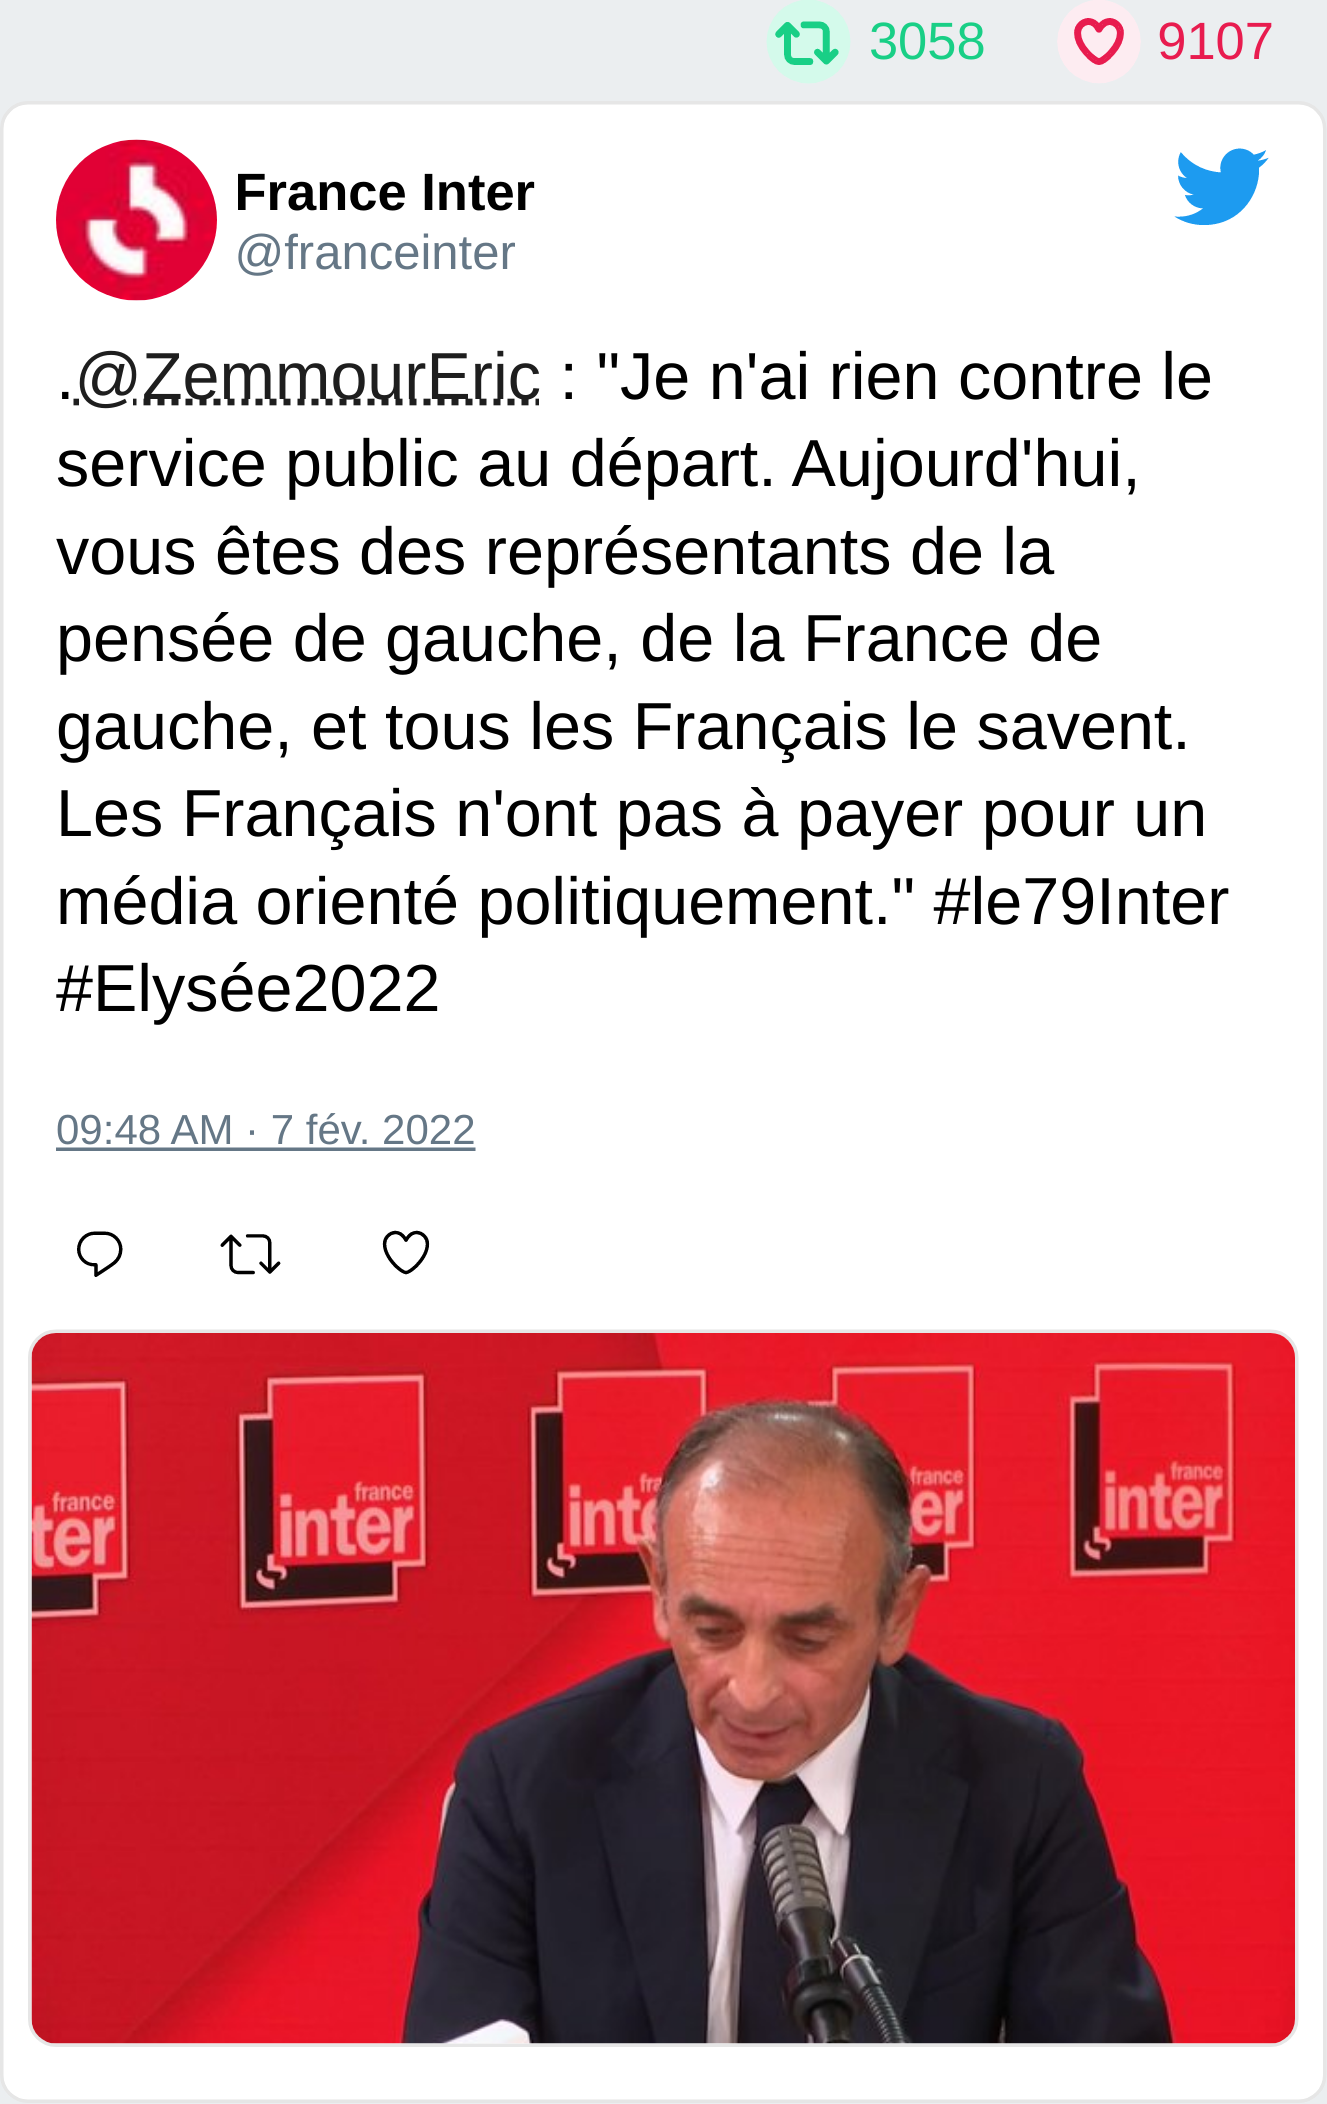 3058 9107
France Inter
@franceinter
.@ZemmourEric : "Je n'ai rien contre le
service public au départ. Aujourd'hui,
vous êtes des représentants de la
pensée de gauche, de la France de
gauche, et tous les Français le savent.
Les Français n'ont pas à payer pour un
média orienté politiquement." #le79Inter
#Elysée2022
09:48 AM · 7 fév. 2022
france
ter
france
inter
fra
inte
france
er
france
inter